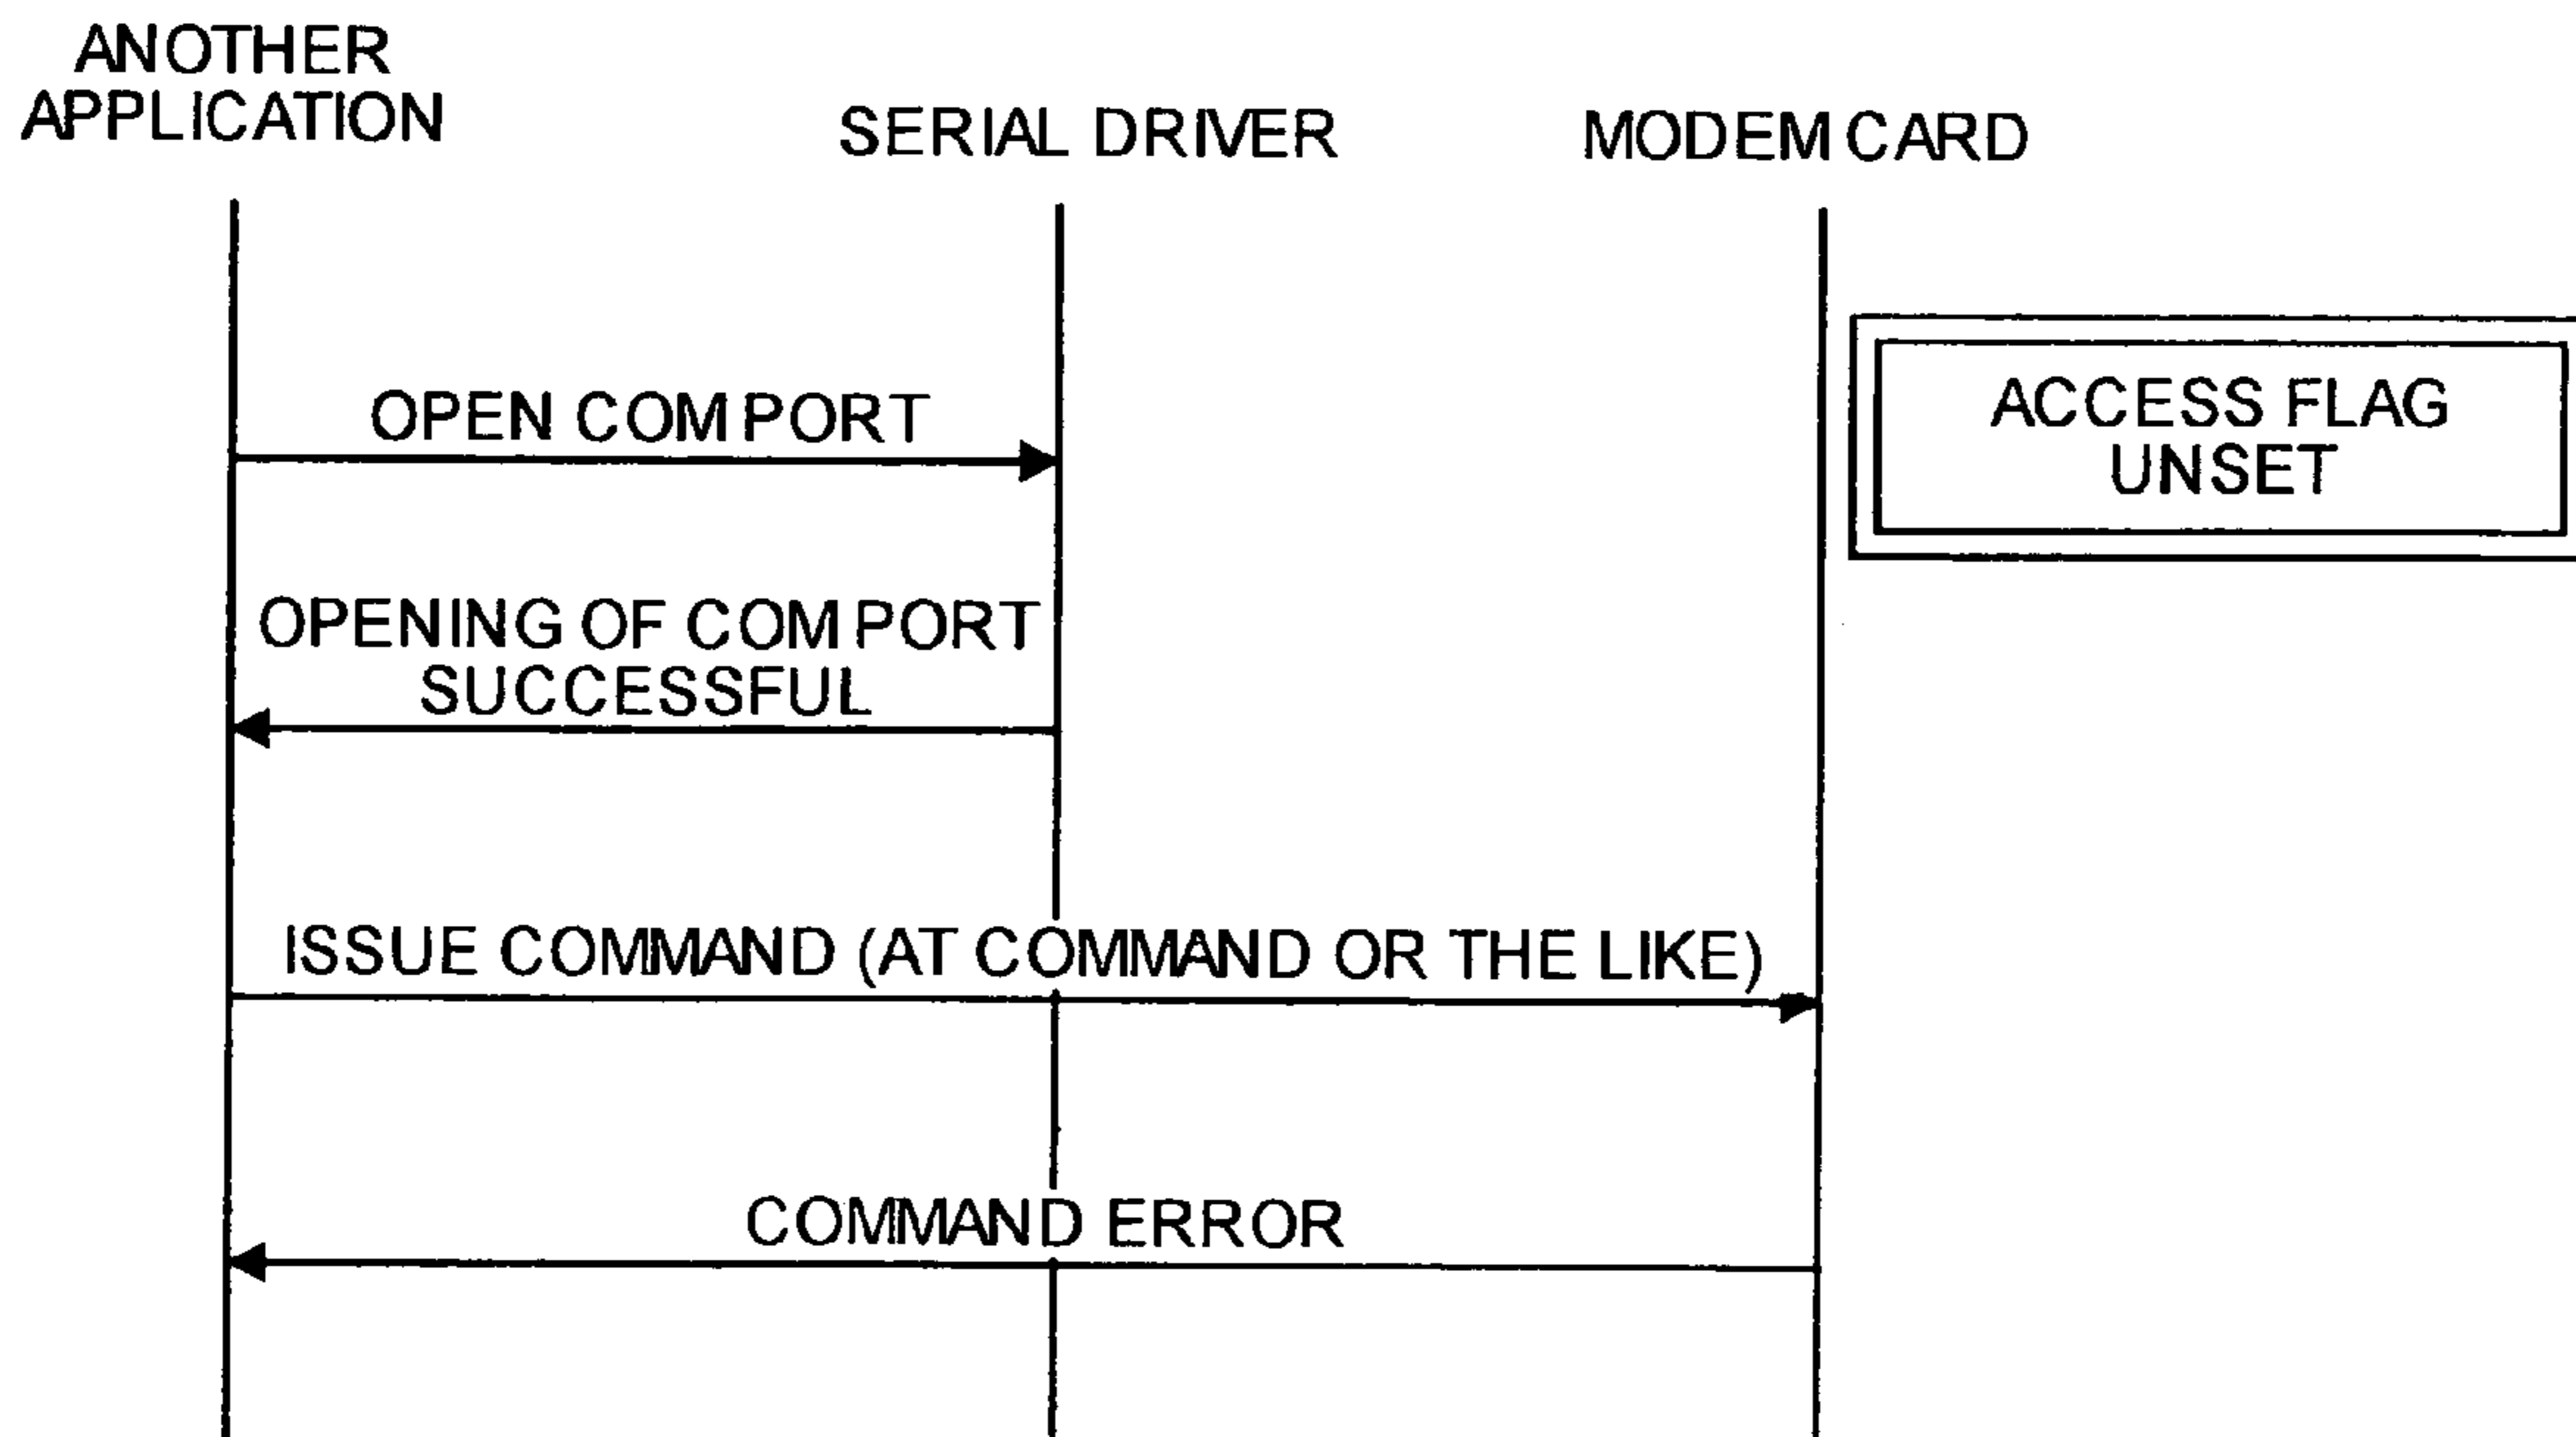 ANOTHER
APPLICATION
SERIAL DRIVER
MODEM CARD
ACCESS FLAG
UNSET
OPEN COM PORT
OPENING OF COM PORT
SUCCESSFUL
ISSUE COMMAND (AT COMMAND OR THE LIKE)
COMMAND ERROR